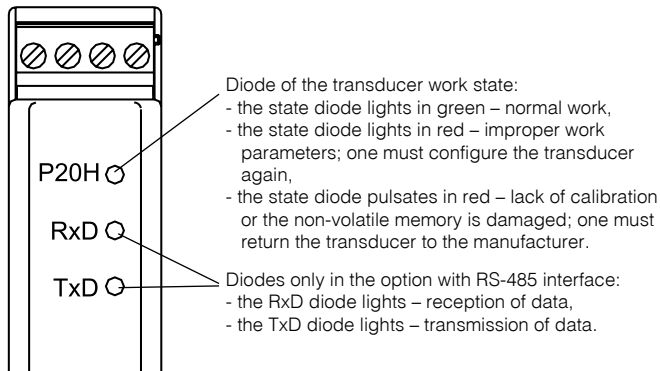 Diode of the transducer work state:
- the state diode lights in green – normal work,
- the state diode lights in red – improper work
parameters; one must configure the transducer
again,
- the state diode pulsates in red – lack of calibration
or the non-volatile memory is damaged; one must
return the transducer to the manufacturer.
P20H
RxD
TxD
Diodes only in the option with RS-485 interface:
- the RxD diode lights – reception of data,
- the TxD diode lights – transmission of data.